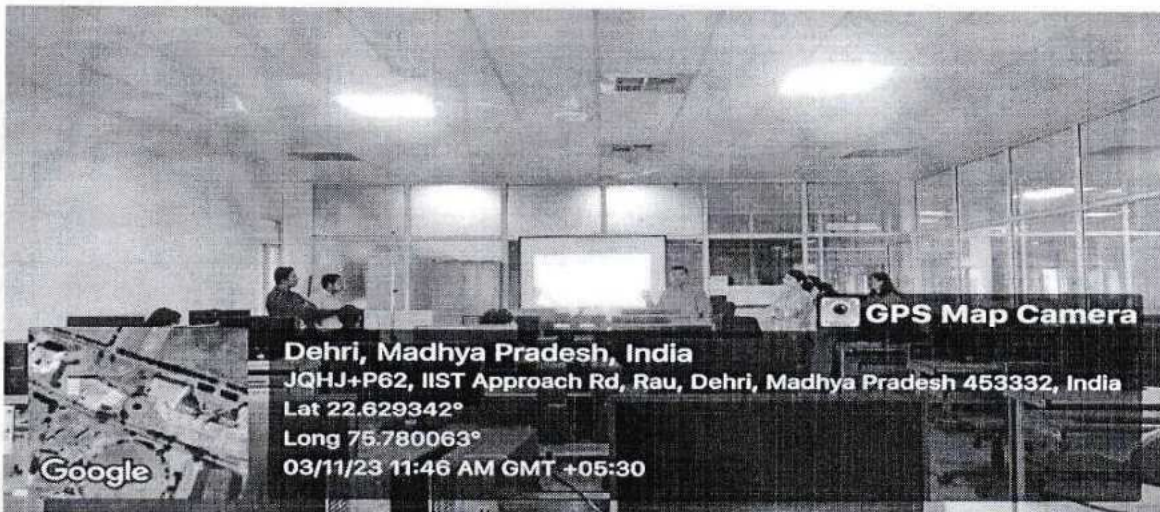 GPS Map Camera
Dehri, Madhya Pradesh, India
JQHJ+P62, IIST Approach Rd, Rau, Dehri, Madhya Pradesh 453332, India
Lat 22.629342°
Long 75.780063°
03/11/23 11:46 AM GMT +05:30
Google